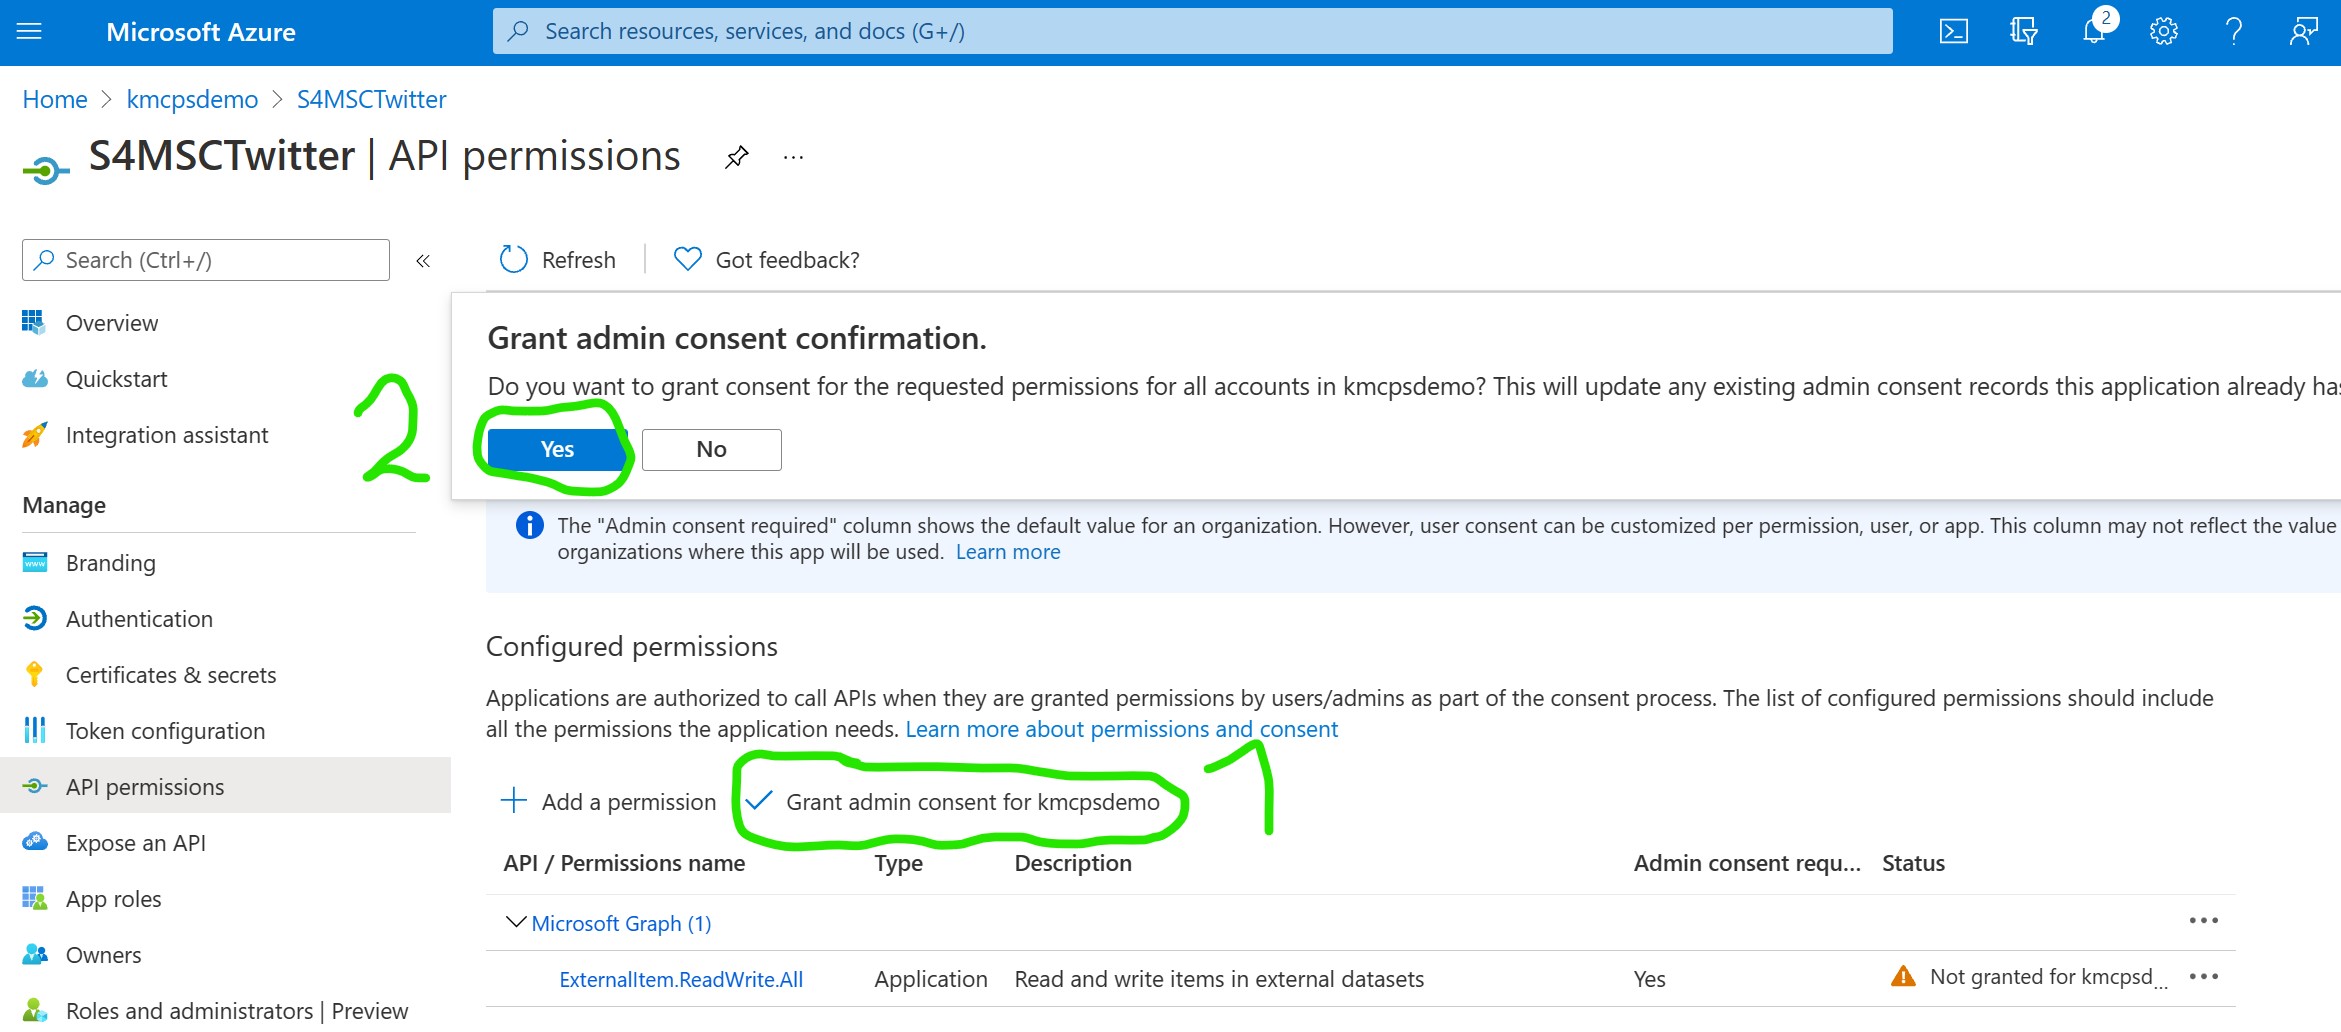 Microsoft Azure
Search resources, services, and docs (G+/)
2
Home > kmcpsdemo > S4MSCTwitter
S4MSCTwitter | API permissions
...
Search (Ctrl+/)
«
Refresh
Got feedback?
Overview
Quickstart
Integration assistant
Manage
Branding
Authentication
Certificates & secrets
Token configuration
API permissions
Expose an API
App roles
Owners
Roles and administrators | Preview
2
Grant admin consent confirmation.
Do you want to grant consent for the requested permissions for all accounts in kmcpsdemo? This will update any existing admin consent records this application already has
Yes
No
The "Admin consent required" column shows the default value for an organization. However, user consent can be customized per permission, user, or app. This column may not reflect the value
organizations where this app will be used. Learn more
Configured permissions
Applications are authorized to call APIs when they are granted permissions by users/admins as part of the consent process. The list of configured permissions should include
all the permissions the application needs. Learn more about permissions and consent
1
Add a permission
Grant admin consent for kmcpsdemo
API / Permissions name Type Description Admin consent requ... Status
Microsoft Graph (1) ...
ExternalItem.ReadWrite.All Application Read and write items in external datasets Yes Not granted for kmcpsd... ...